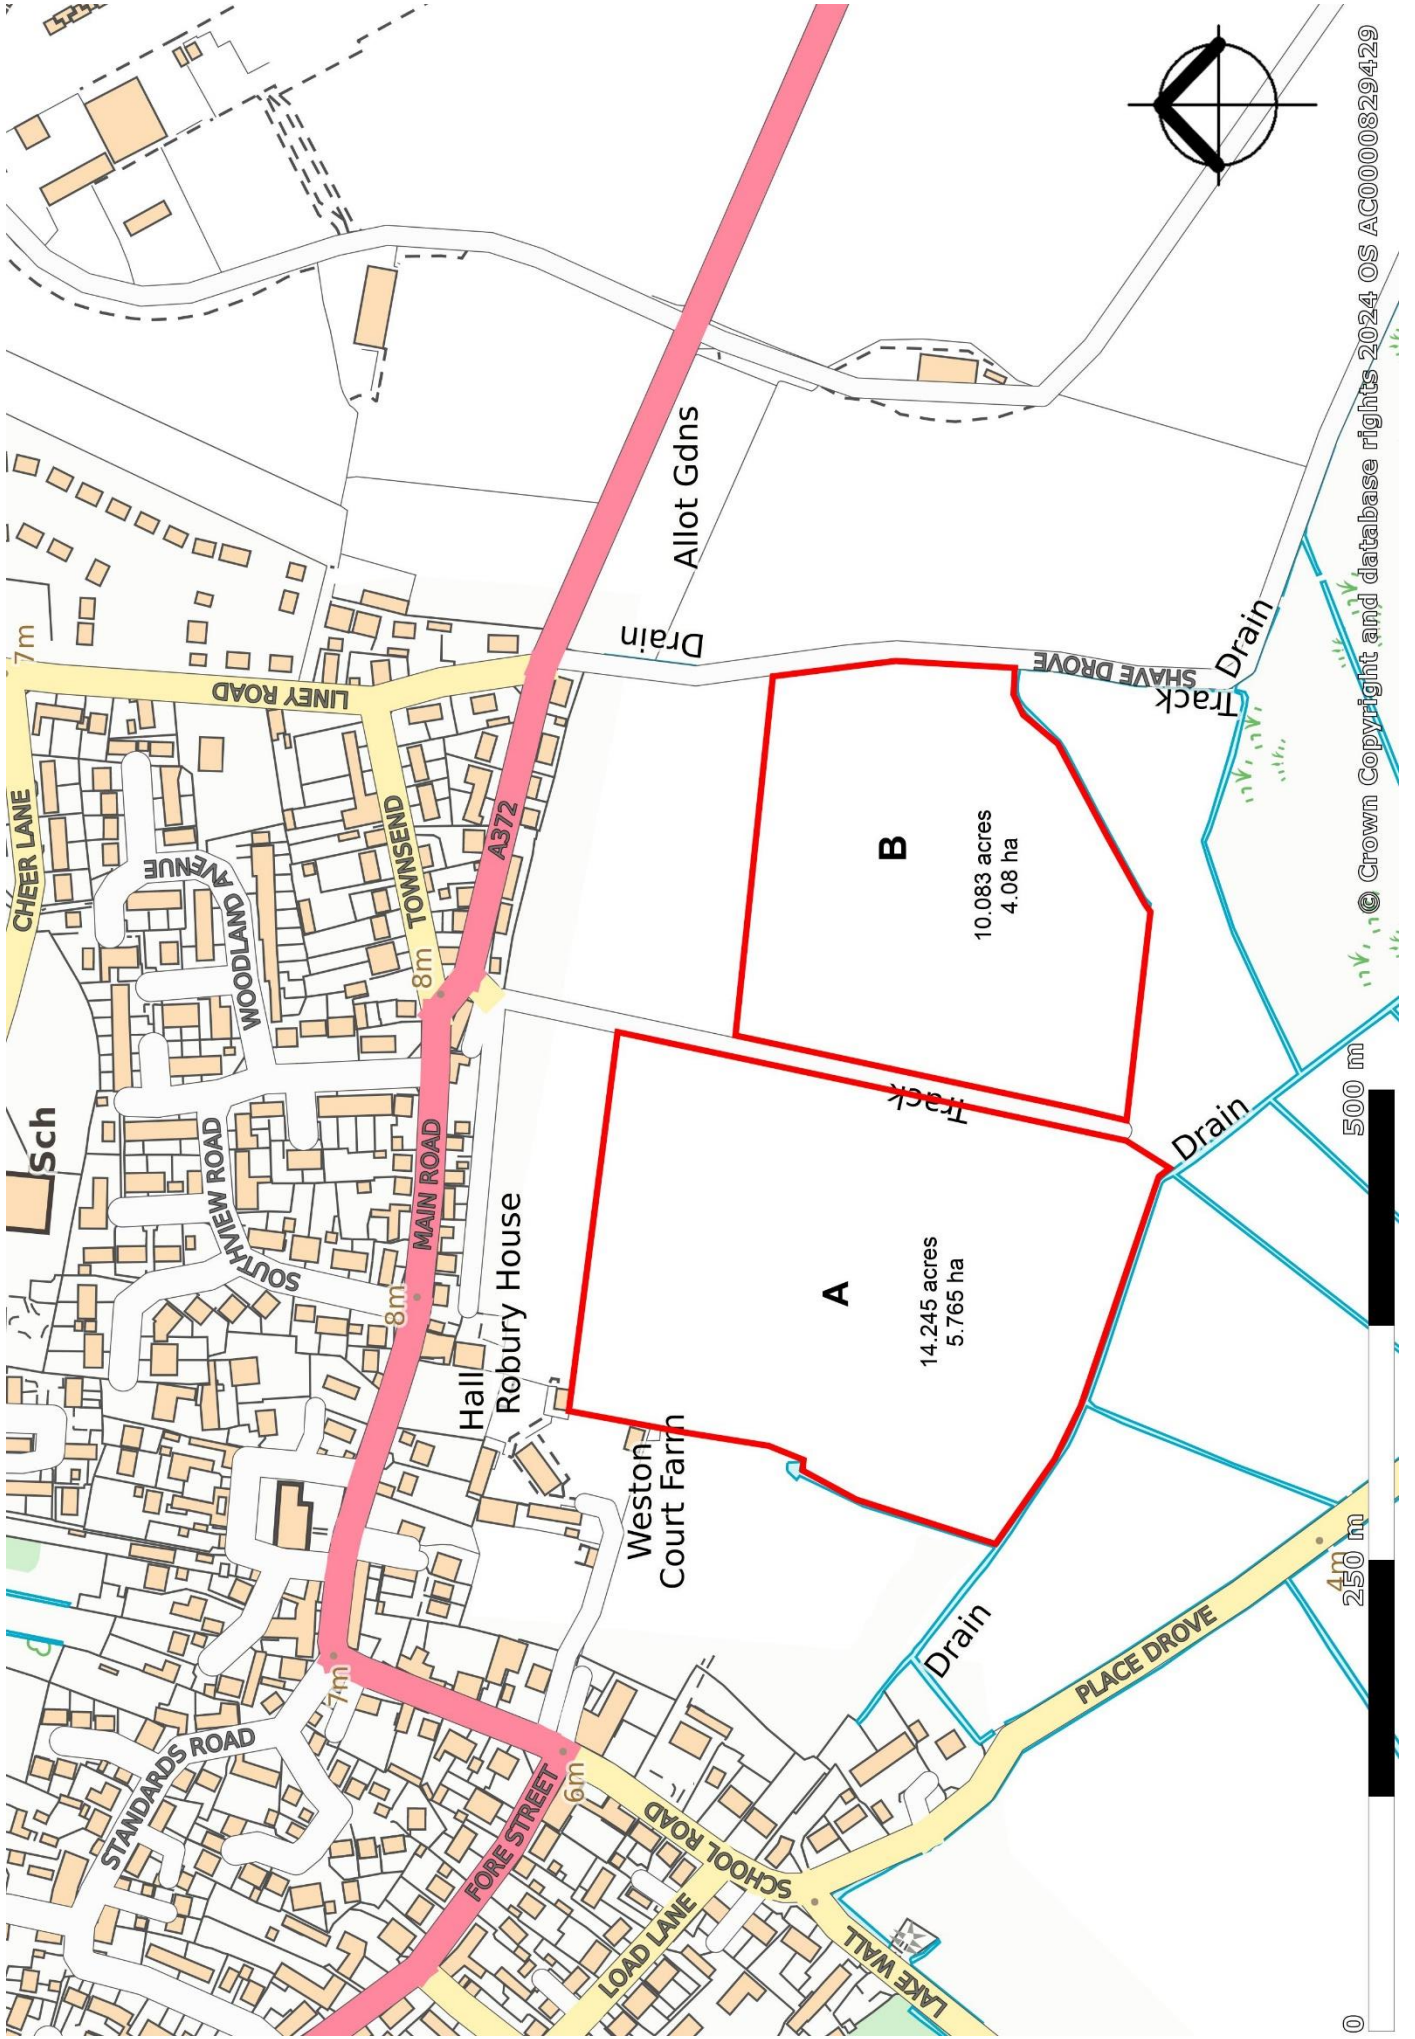 CHEER LANE
7m
LINEY ROAD
WOODLAND AVENUE
TOWNSEND
A372
8m
Sch
SOUTHVIEW ROAD
MAIN ROAD
8m
Hall
Robury House
Weston
Court Farm
STANDARDS ROAD
7m
FORE STREET
6m
SCHOOL ROAD
LOAD LANE
LAKE WALL
PLACE DROVE
4m
Allot Gdns
Drain
SHAVE DROVE
Track
Drain
B
10.083 acres
4.08 ha
Track
A
14.245 acres
5.765 ha
Drain
Drain
0
250 m
500 m
© Crown Copyright and database rights 2024 OS AC0000829429